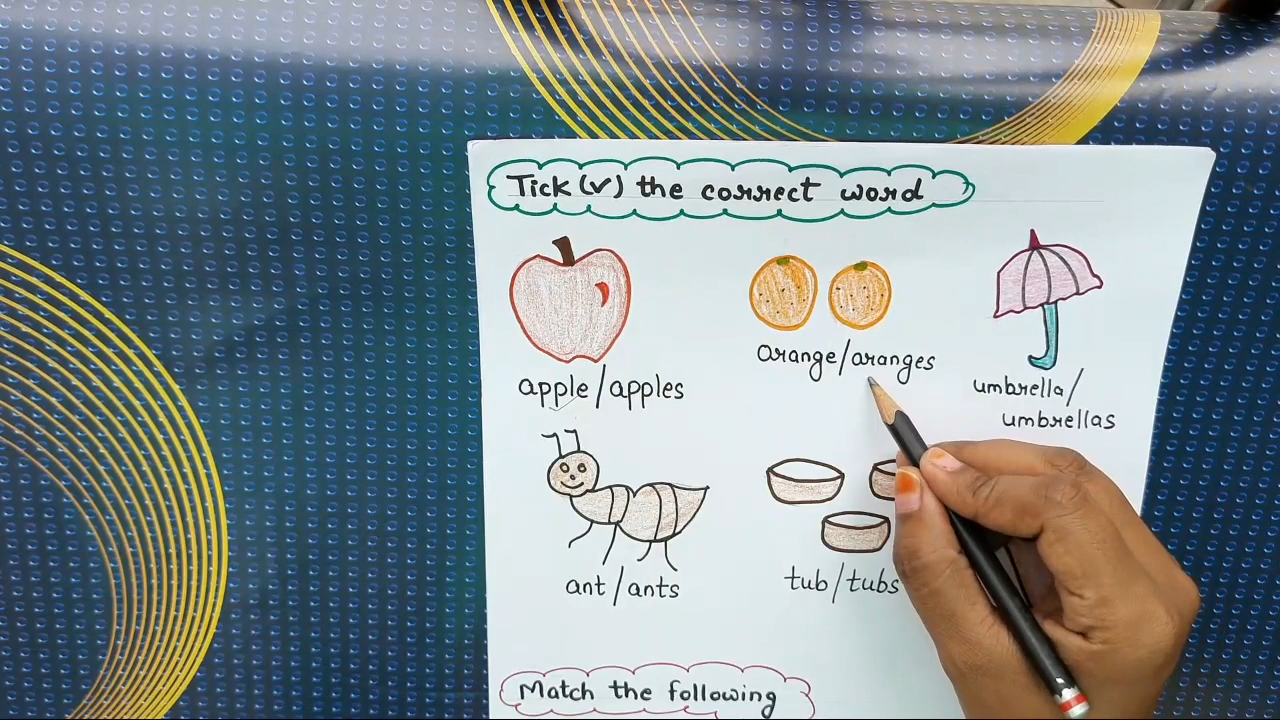 Tick (✓) the correct word
apple/apples
orange/oranges
umbrella/
umbrellas
ant/ants
tub/tubs
Match the following